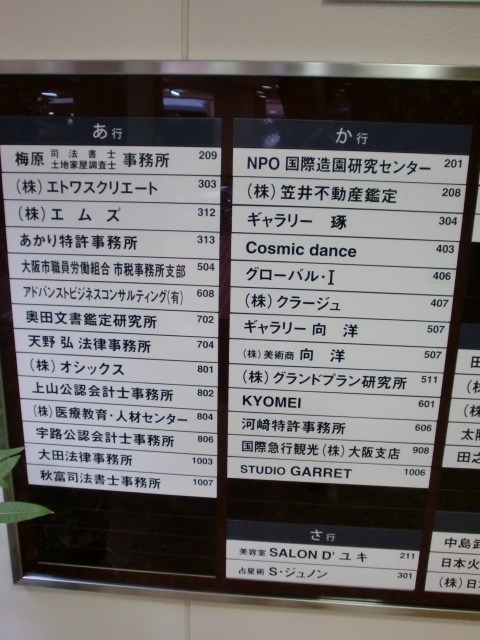 あ行
梅原 司法書士 土地家屋調査士 事務所 209
(株) エトワスクリエート 303
(株) エムズ 312
あかり特許事務所 313
大阪市職員労働組合 市税事務所支部 504
アドバンストビジネスコンサルティング(有) 608
奥田文書鑑定研究所 702
天野 弘 法律事務所 704
(株) オシックス 801
上山公認会計士事務所 802
(株) 医療教育・人材センター 804
宇路公認会計士事務所 806
大田法律事務所 1003
秋富司法書士事務所 1007
か行
NPO 国際造園研究センター 201
(株) 笠井不動産鑑定 208
ギャラリー 琢 304
Cosmic dance 403
グローバル・I 406
(株) クラージュ 407
ギャラリー 向洋 507
(株) 美術商 向洋 507
(株) グランドプラン研究所 511
KYOMEI 601
河崎特許事務所 606
国際急行観光 (株) 大阪支店 908
STUDIO GARRET 1006
さ行
美容室 SALON D' ユキ 211
占星術 S・ジュノン 301
田
(株)
(株)
太
田之
中島
日本火
(株) 日